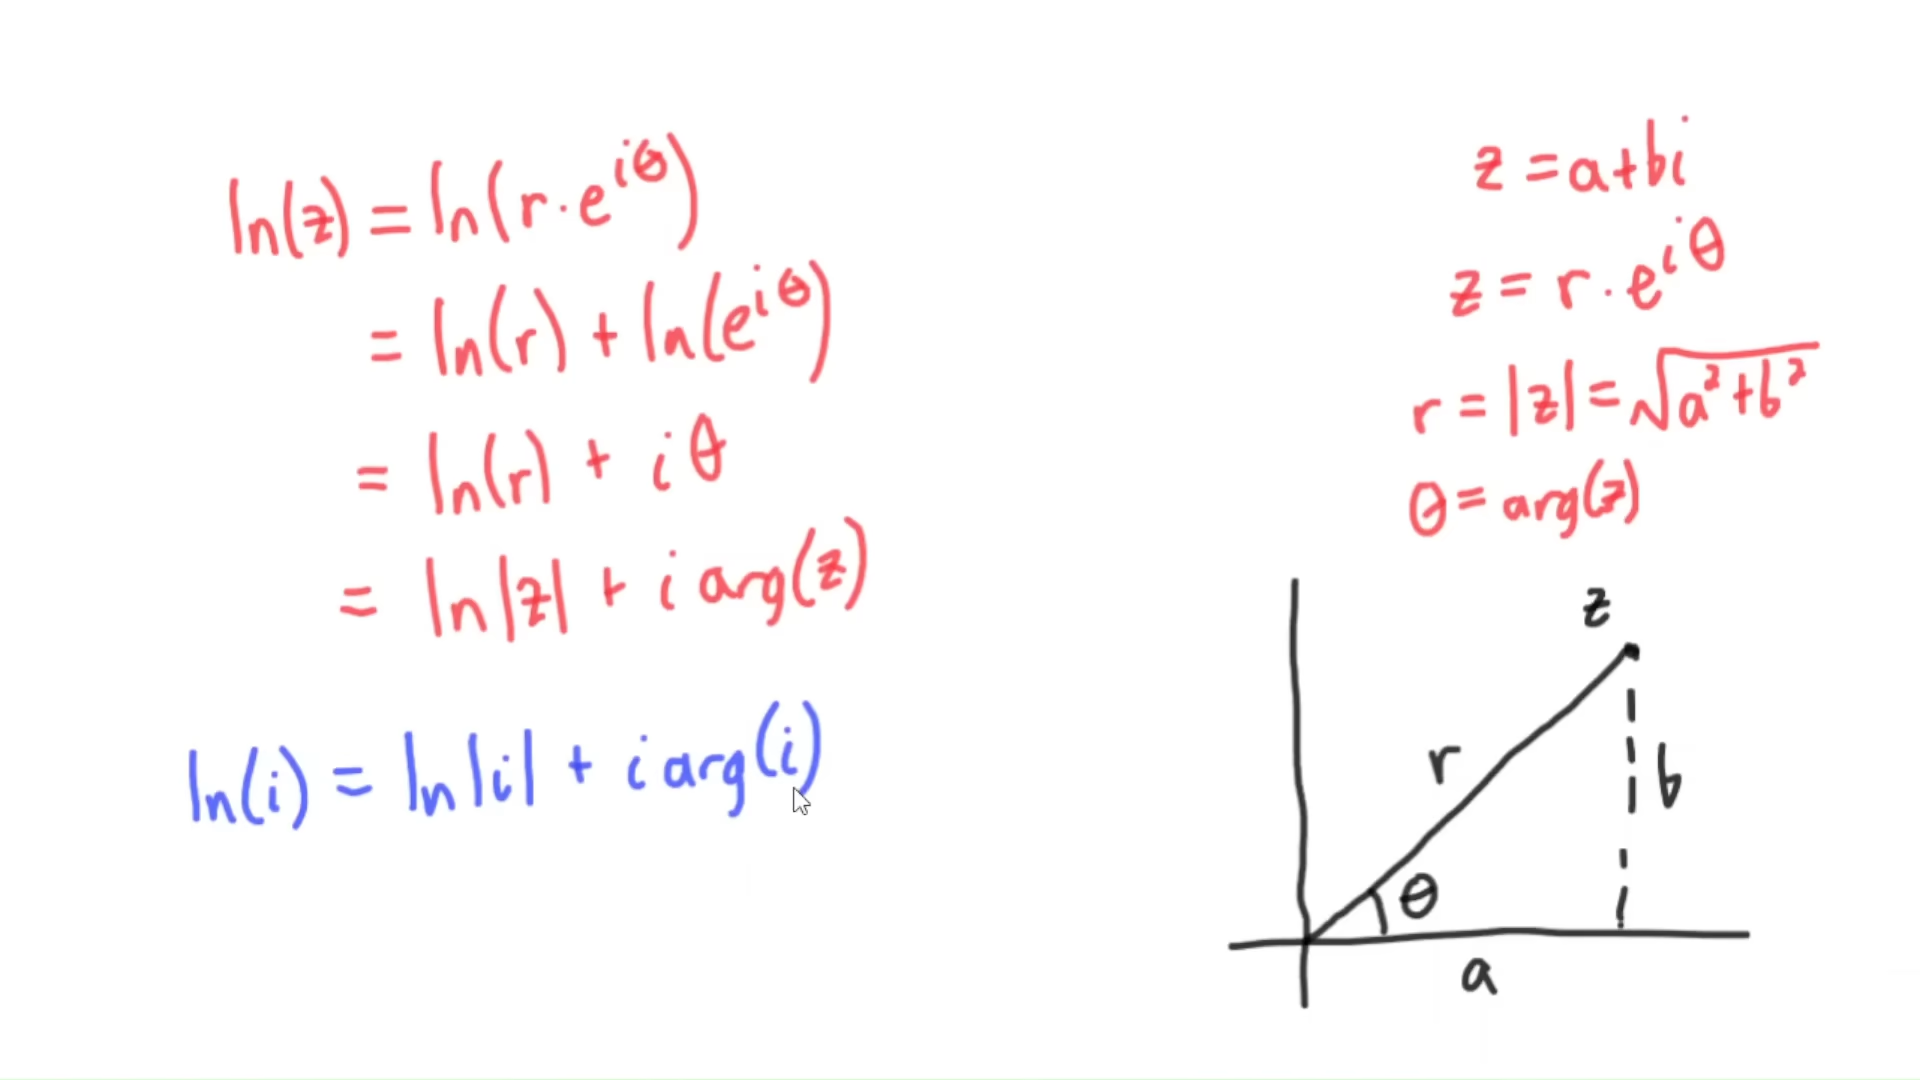 ln(z) = ln(r·e^{iθ})
= ln(r) + ln(e^{iθ})
= ln(r) + iθ
= ln|z| + i arg(z)
ln(i) = ln|i| + i arg(i)
z = a+bi
z = r·e^{iθ}
r = |z| = √(a²+b²)
θ = arg(z)
z
r
b
θ
a